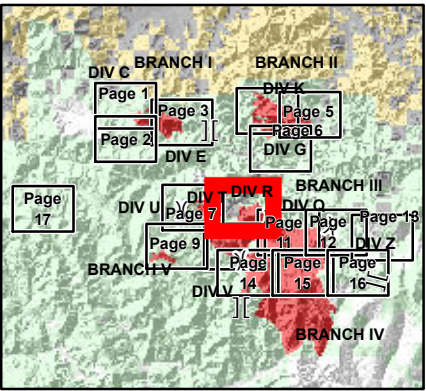 BRANCH I
BRANCH II
DIV C
DIV K
Page 1
Page 3
Page 5
Page 6
Page 2
DIV G
DIV E
BRANCH III
DIV R
DIV T
Page
17
DIV U
Page 7
DIV Q
Page
11
Page
12
Page 13
Page 9
DIV Z
BRANCH V
Page
14
Page
15
Page
16
DIV V
BRANCH IV